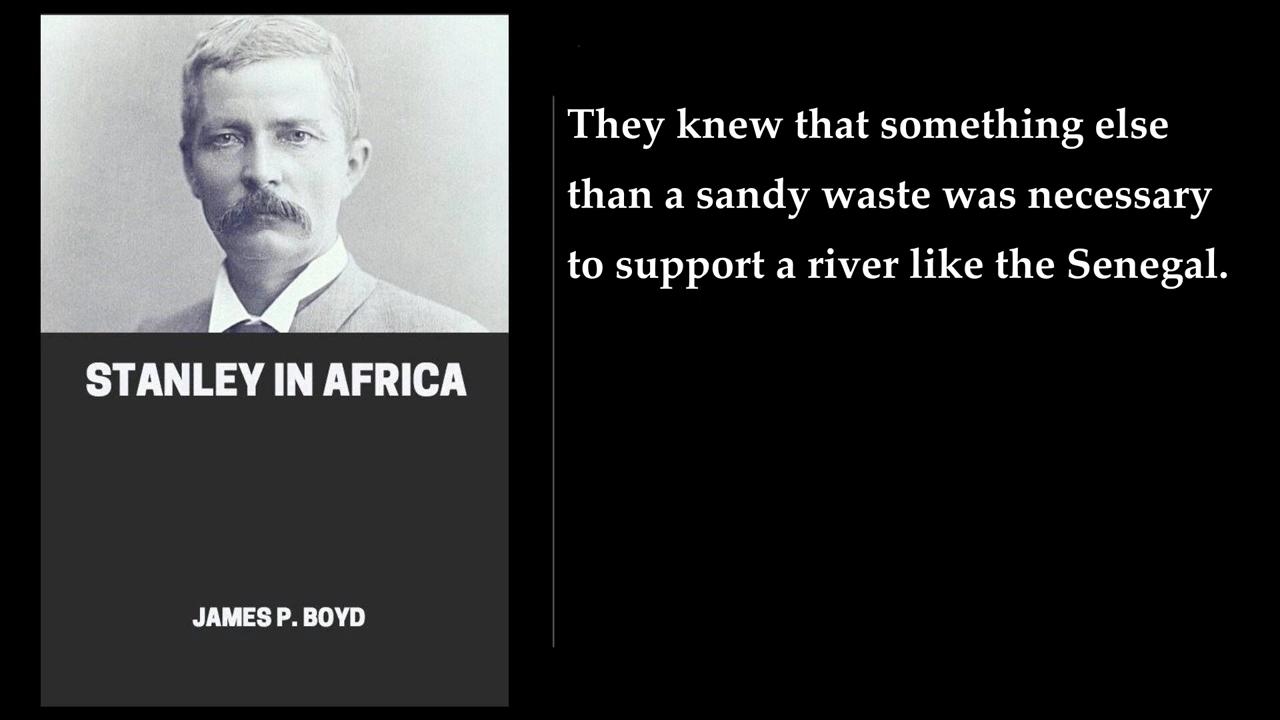 STANLEY IN AFRICA
JAMES P. BOYD
They knew that something else
than a sandy waste was necessary
to support a river like the Senegal.